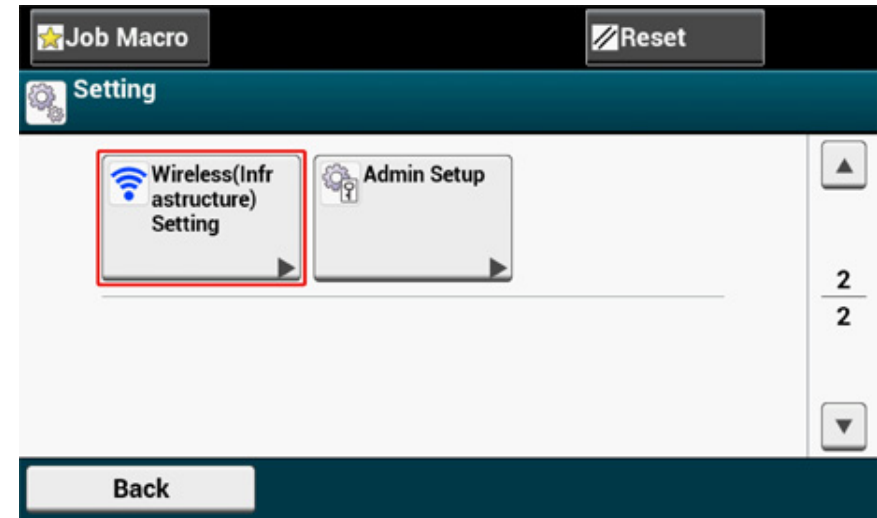 Job Macro
Reset
Setting
Wireless(Infr
astructure)
Setting
Admin Setup
2
2
Back